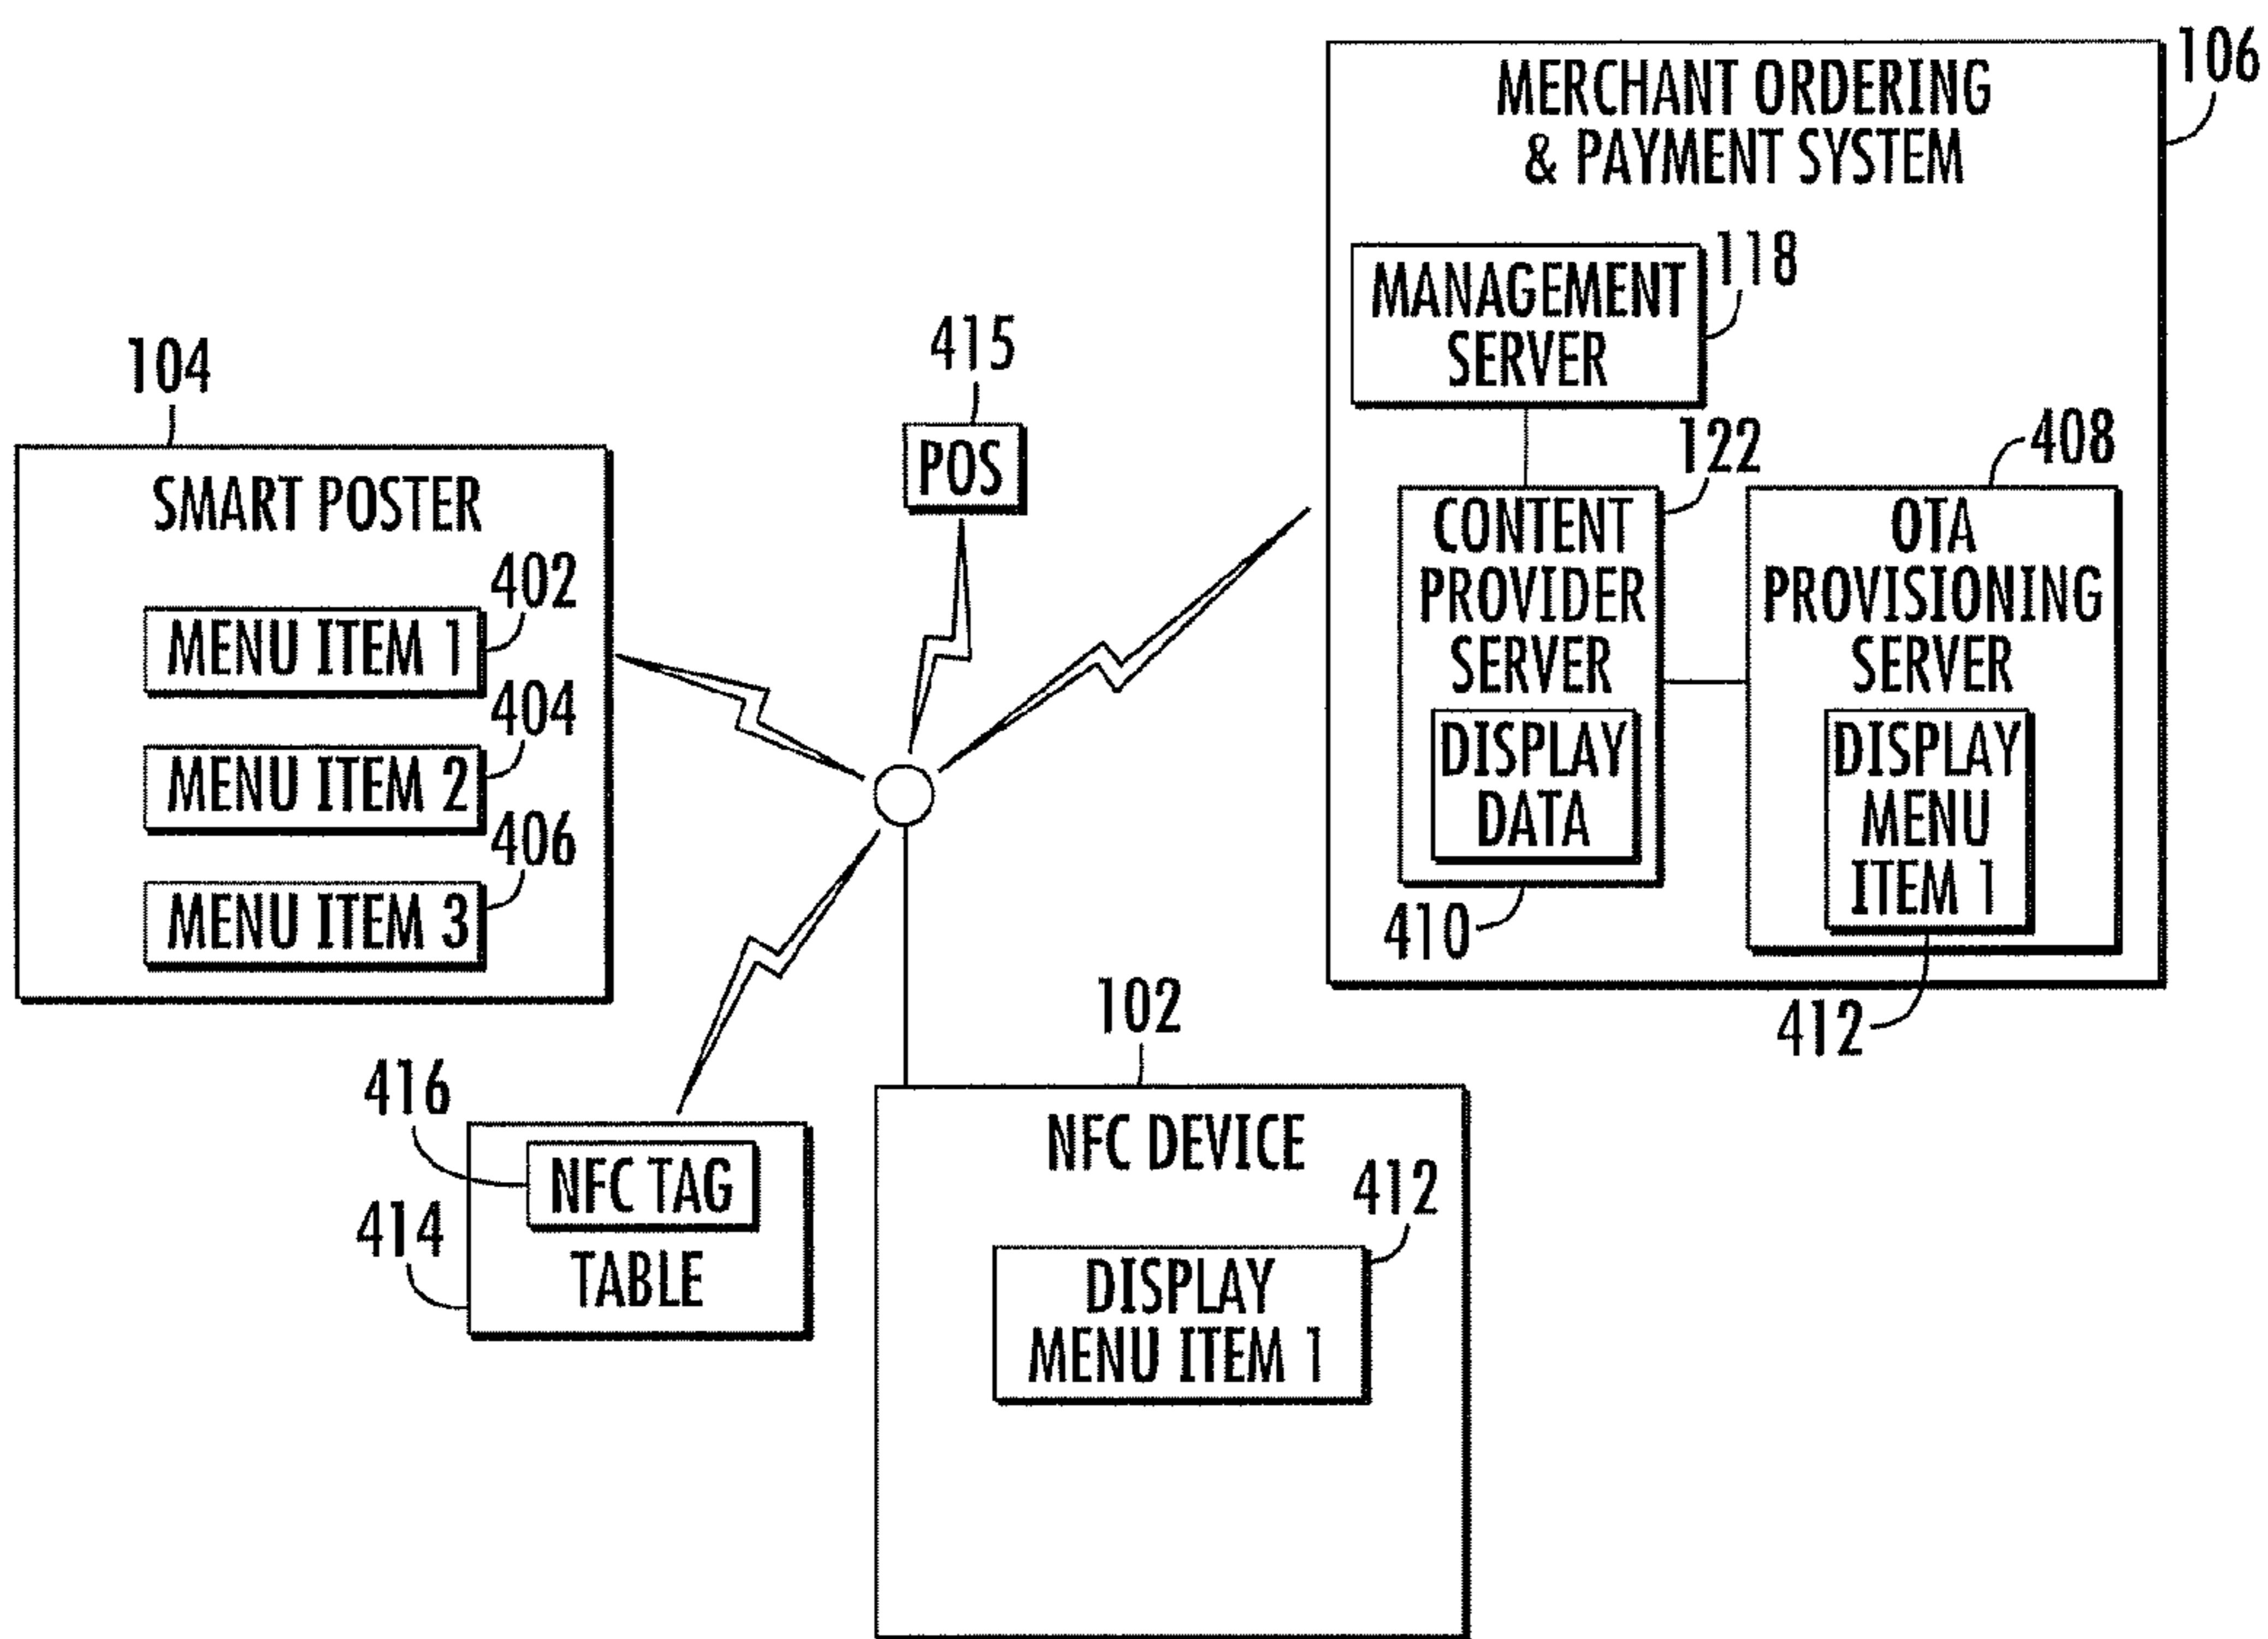 106
MERCHANT ORDERING
& PAYMENT SYSTEM
118
MANAGEMENT
SERVER
122
CONTENT
PROVIDER
SERVER
DISPLAY
DATA
410
408
OTA
PROVISIONING
SERVER
DISPLAY
MENU
ITEM 1
412
415
POS
104
SMART POSTER
402
MENU ITEM 1
404
MENU ITEM 2
406
MENU ITEM 3
416
NFC TAG
414
TABLE
102
NFC DEVICE
412
DISPLAY
MENU ITEM 1